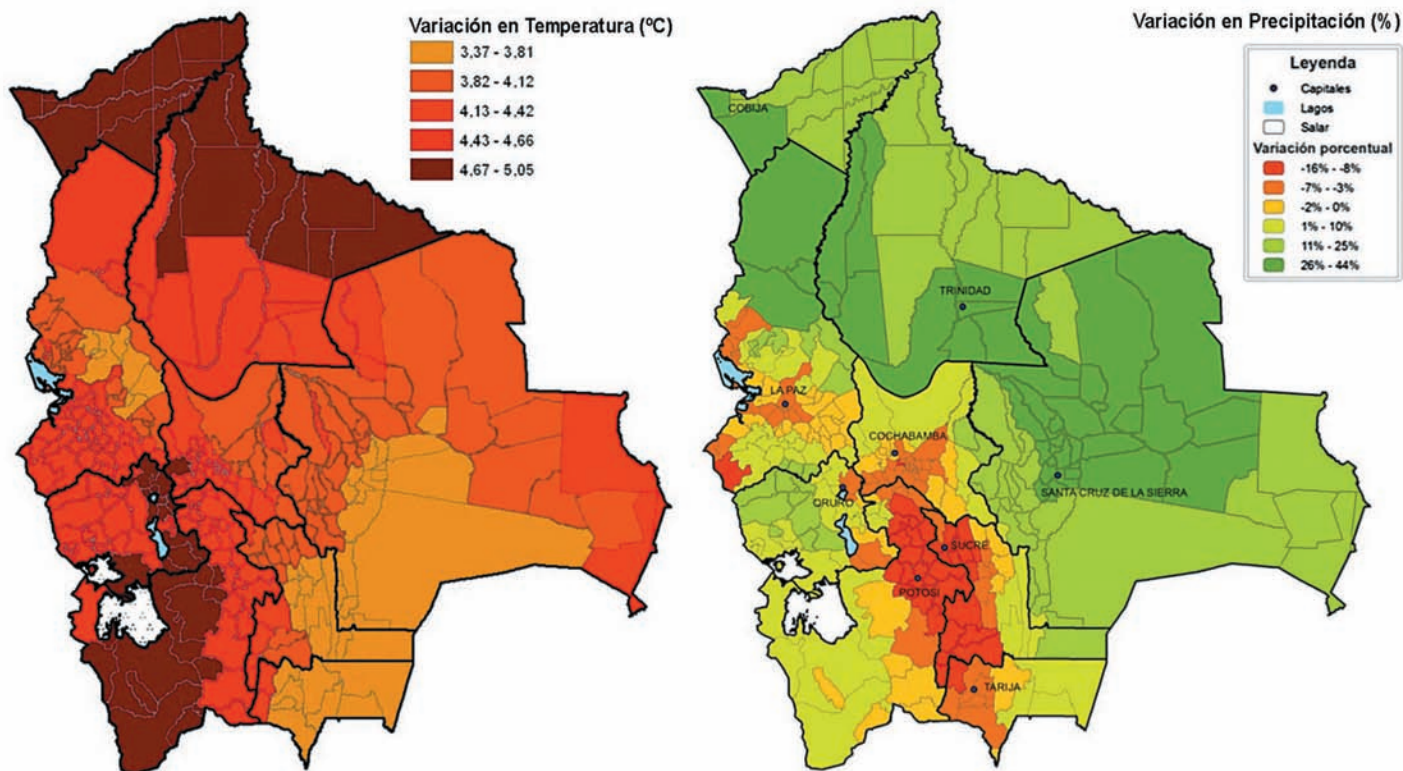 Variación en Temperatura (ºC)
3,37 - 3,81
3,82 - 4,12
4,13 - 4,42
4,43 - 4,66
4,67 - 5,05
Variación en Precipitación (%)
Leyenda
Capitales
Lagos
Salar
Variación porcentual
-16% - -8%
-7% - -3%
-2% - 0%
1% - 10%
11% - 25%
26% - 44%
COBIJA
TRINIDAD
LA PAZ
COCHABAMBA
SANTA CRUZ DE LA SIERRA
ORURO
SUCRE
POTOSÍ
TARIJA